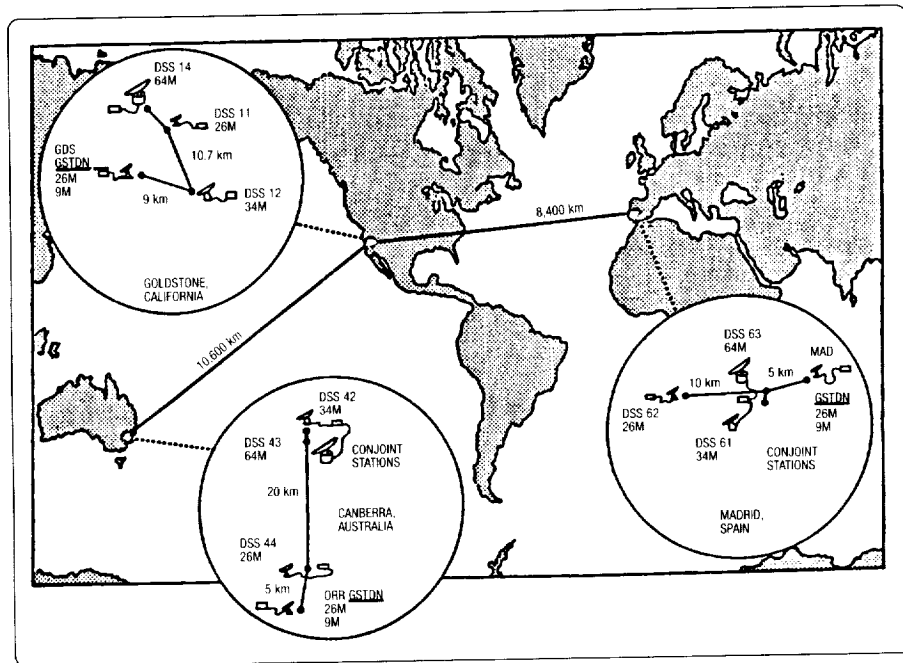 DSS 14
64M
DSS 11
26M
10.7 km
GDS
GSTDN
26M
9M
9 km
DSS 12
34M
GOLDSTONE,
CALIFORNIA
8,400 km
10,600 km
DSS 63
64M
MAD
5 km
10 km
DSS 62
26M
GSTDN
26M
9M
DSS 61
34M
CONJOINT
STATIONS
MADRID,
SPAIN
DSS 42
34M
DSS 43
64M
CONJOINT
STATIONS
20 km
CANBERRA,
AUSTRALIA
DSS 44
26M
5 km
ORR GSTDN
26M
9M